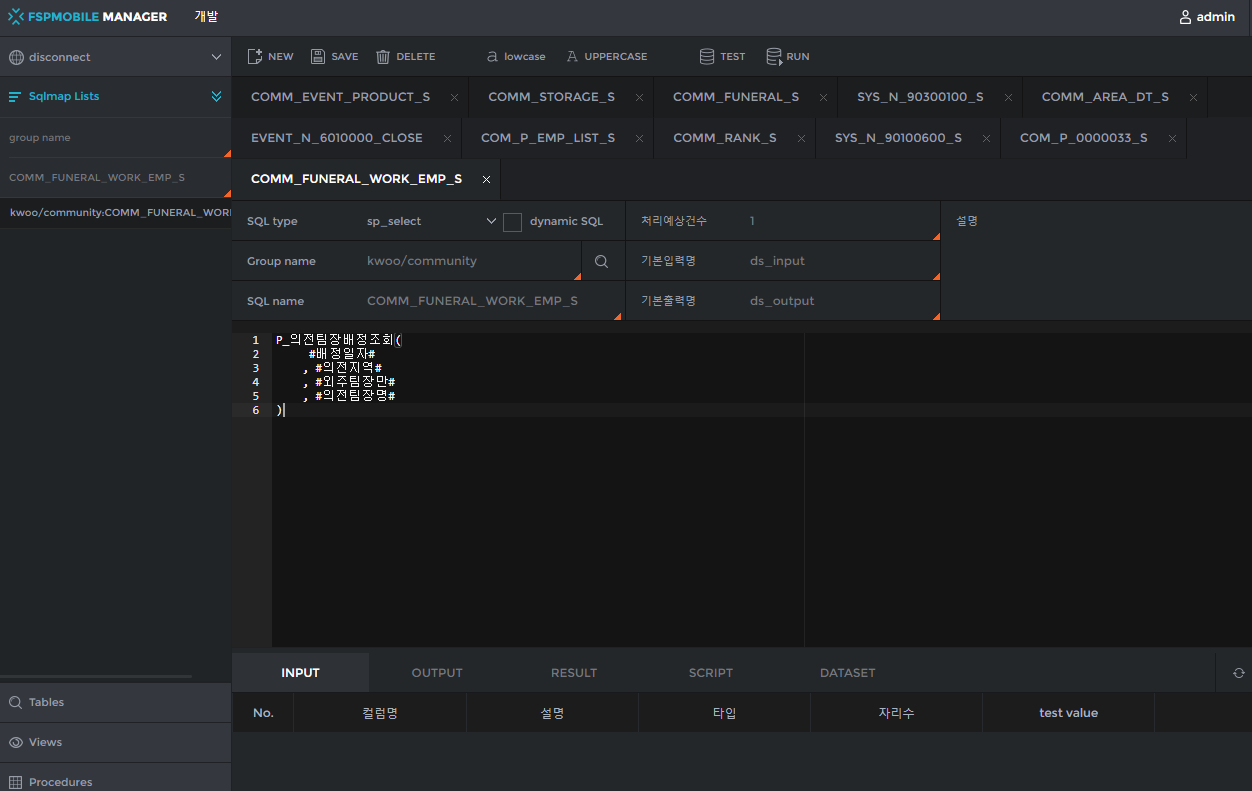 FSPMOBILE MANAGER 개발 admin
disconnect NEW SAVE DELETE a lowcase A UPPERCASE TEST RUN
Sqlmap Lists
COMM_EVENT_PRODUCT_S COMM_STORAGE_S COMM_FUNERAL_S SYS_N_90300100_S COMM_AREA_DT_S
group name
EVENT_N_6010000_CLOSE COM_P_EMP_LIST_S COMM_RANK_S SYS_N_90100600_S COM_P_0000033_S
COMM_FUNERAL_WORK_EMP_S
COMM_FUNERAL_WORK_EMP_S
kwoo/community:COMM_FUNERAL_WOR
SQL type sp_select dynamic SQL 처리예상건수 1 설명
Group name kwoo/community 기본입력명 ds_input
SQL name COMM_FUNERAL_WORK_EMP_S 기본출력명 ds_output
1 P_의전팀장배정조회(
2 #배정일자#
3 , #의전지역#
4 , #외주팀장만#
5 , #의전팀장명#
6 )
INPUT OUTPUT RESULT SCRIPT DATASET
No. 컬럼명 설명 타입 자리수 test value
Tables
Views
Procedures